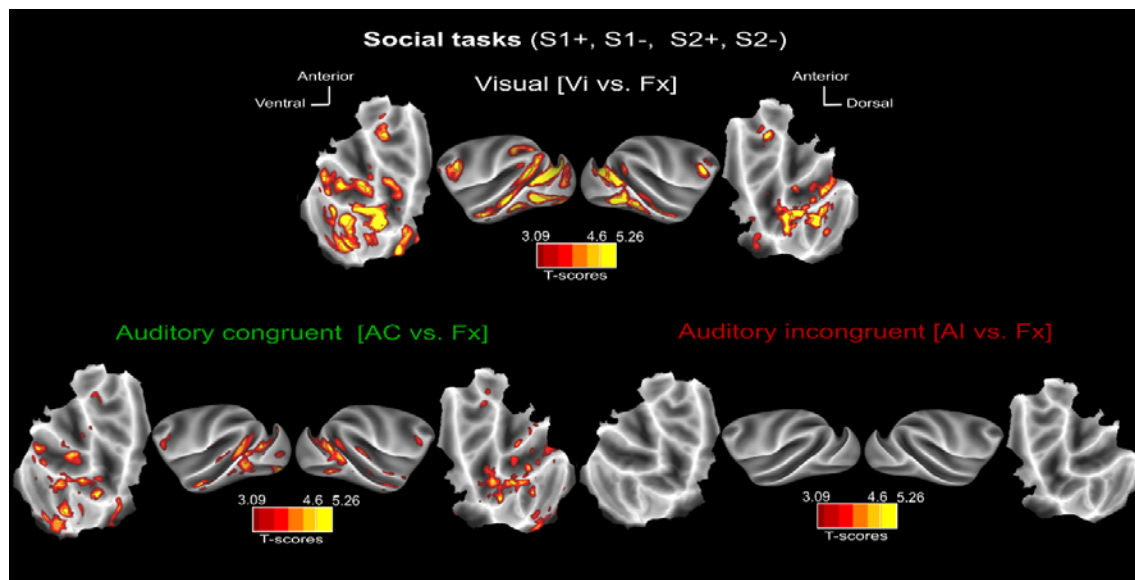 Social tasks (S1+, S1-, S2+, S2-)
Visual [Vi vs. Fx]
Anterior
Ventral
Anterior
Dorsal
3.09 4.6 5.26
T-scores
Auditory congruent [AC vs. Fx]
Auditory incongruent [AI vs. Fx]
3.09 4.6 5.26
T-scores
3.09 4.6 5.26
T-scores